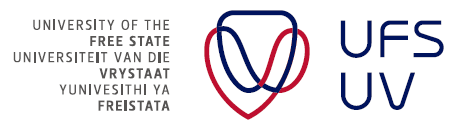 UNIVERSITY OF THE
FREE STATE
UNIVERSITEIT VAN DIE
VRYSTAAT
YUNIVESITHI YA
FREISTATA
UFS
UV